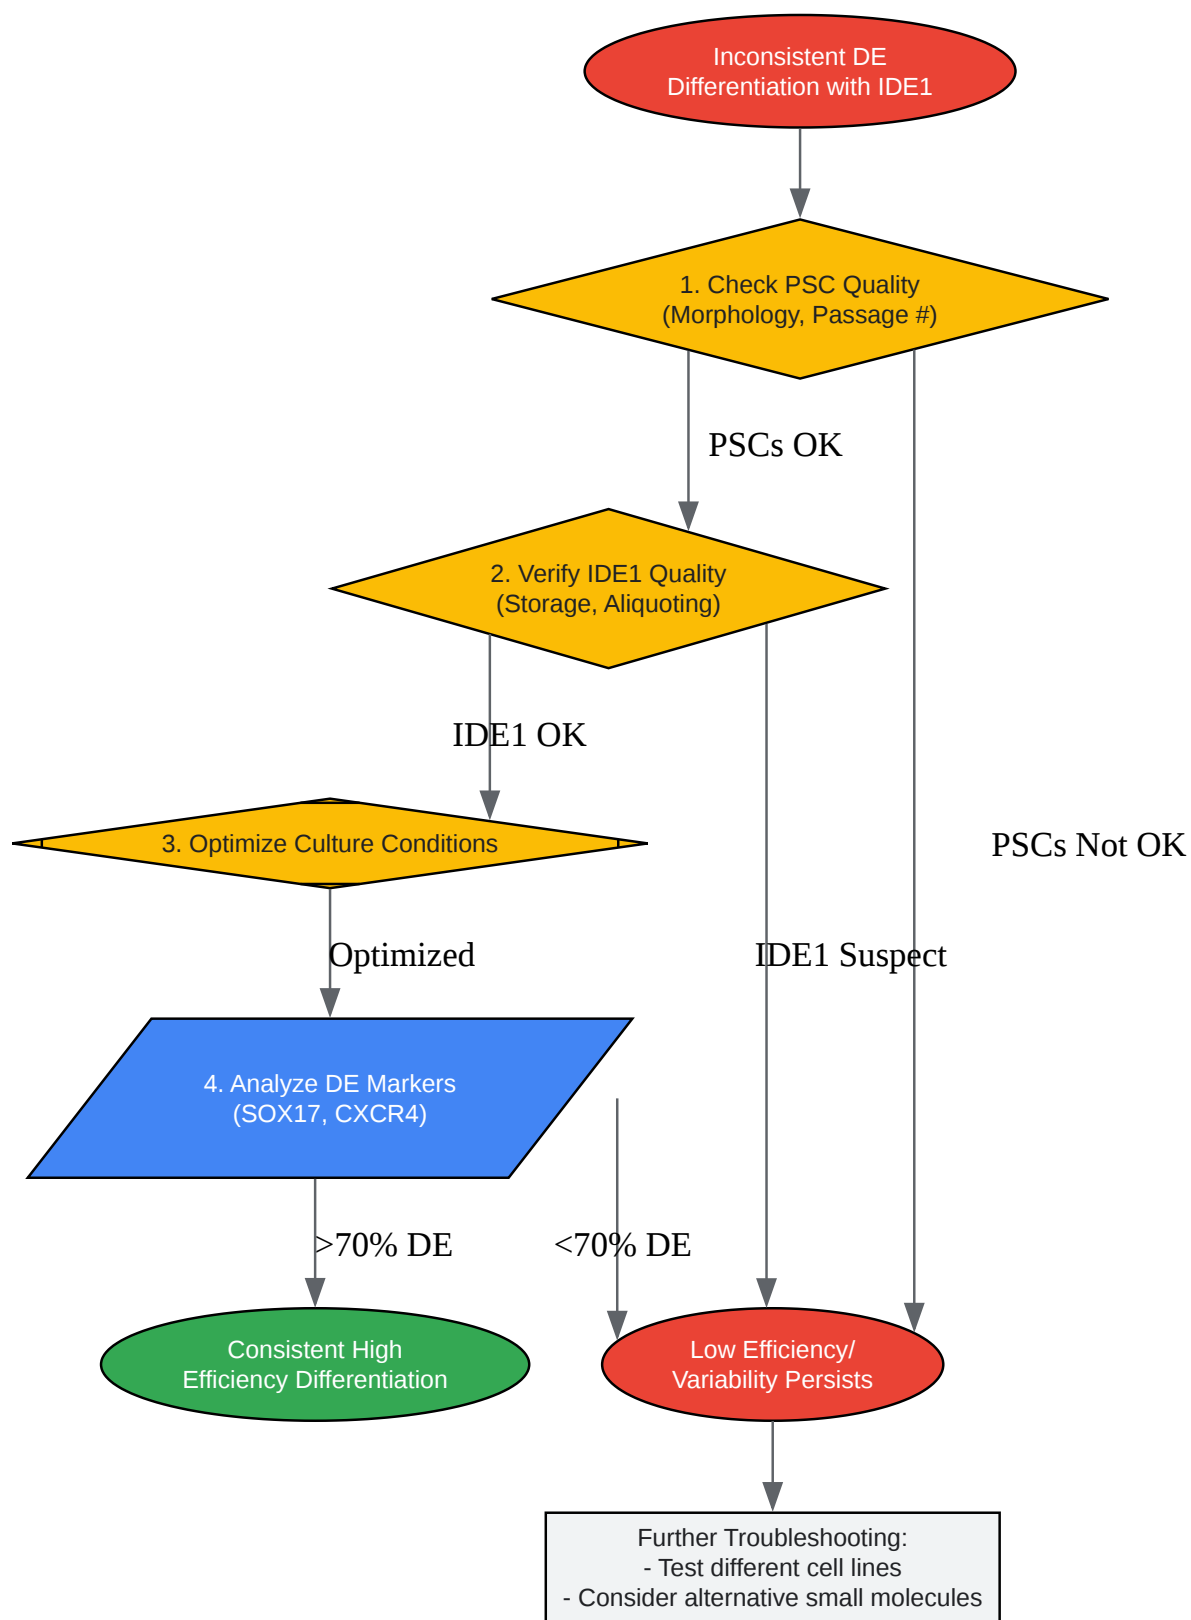 Inconsistent DE
Differentiation with IDE1
1. Check PSC Quality
(Morphology, Passage #)
PSCs OK
2. Verify IDE1 Quality
(Storage, Aliquoting)
IDE1 OK
3. Optimize Culture Conditions
PSCs Not OK
Optimized
IDE1 Suspect
4. Analyze DE Markers
(SOX17, CXCR4)
>70% DE
<70% DE
Consistent High
Efficiency Differentiation
Low Efficiency/
Variability Persists
Further Troubleshooting:
- Test different cell lines
- Consider alternative small molecules